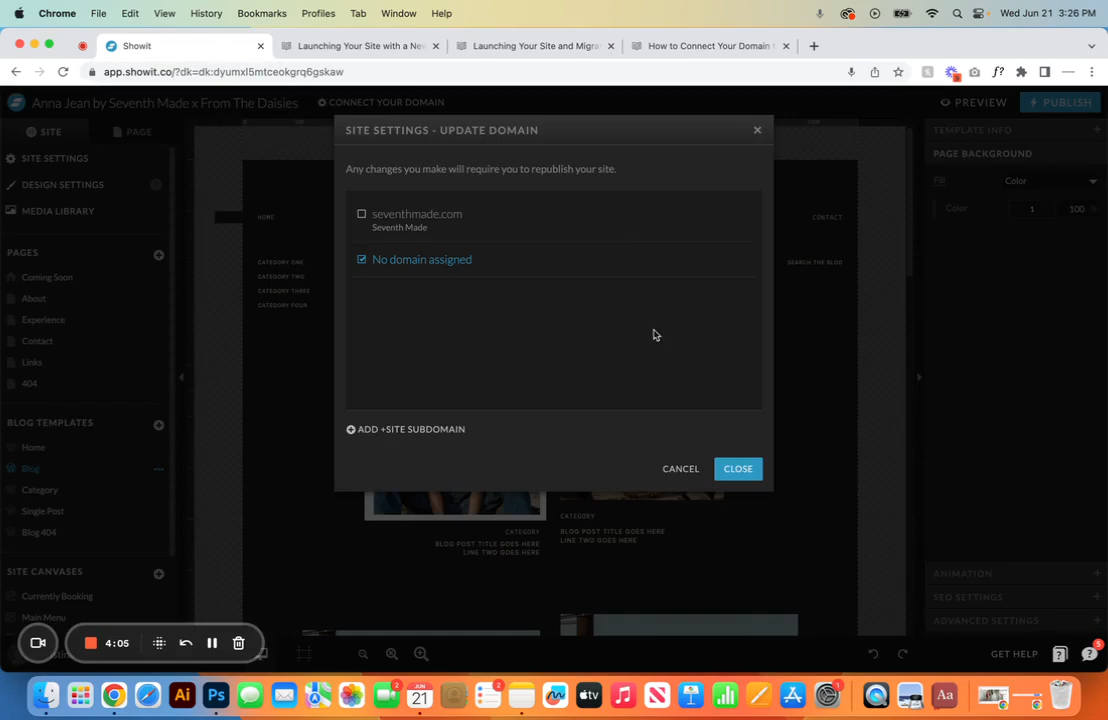 Chrome File Edit View History Bookmarks Profiles Tab Window Help Wed Jun 21 3:26 PM
Showit Launching Your Site with a Nev Launching Your Site and Migra How to Connect Your Domain t
app.showit.co/?dk=dk:dyumxl5mtceokgrq6gskaw
Anna Jean by Seventh Made x From The Daisies CONNECT YOUR DOMAIN PREVIEW PUBLISH
SITE PAGE
SITE SETTINGS
DESIGN SETTINGS
MEDIA LIBRARY
PAGES
Coming Soon
About
Experience
Contact
Links
404
BLOG TEMPLATES
Home
Blog
Category
Single Post
Blog 404
SITE CANVASES
Currently Booking
Main Menu
4:05
HOME
CATEGORY ONE
CATEGORY TWO
CATEGORY THREE
CATEGORY FOUR
SITE SETTINGS - UPDATE DOMAIN
Any changes you make will require you to republish your site.
seventhmade.com
Seventh Made
No domain assigned
ADD +SITE SUBDOMAIN
CANCEL CLOSE
CONTACT
SEARCH THE BLOG
CATEGORY
BLOG POST TITLE GOES HERE
LINE TWO GOES HERE
CATEGORY
BLOG POST TITLE GOES HERE
LINE TWO GOES HERE
TEMPLATE INFO
PAGE BACKGROUND
Fill Color
Color 1 100
ANIMATION
SEO SETTINGS
ADVANCED SETTINGS
GET HELP 5
2 JUN 21 2 Aa